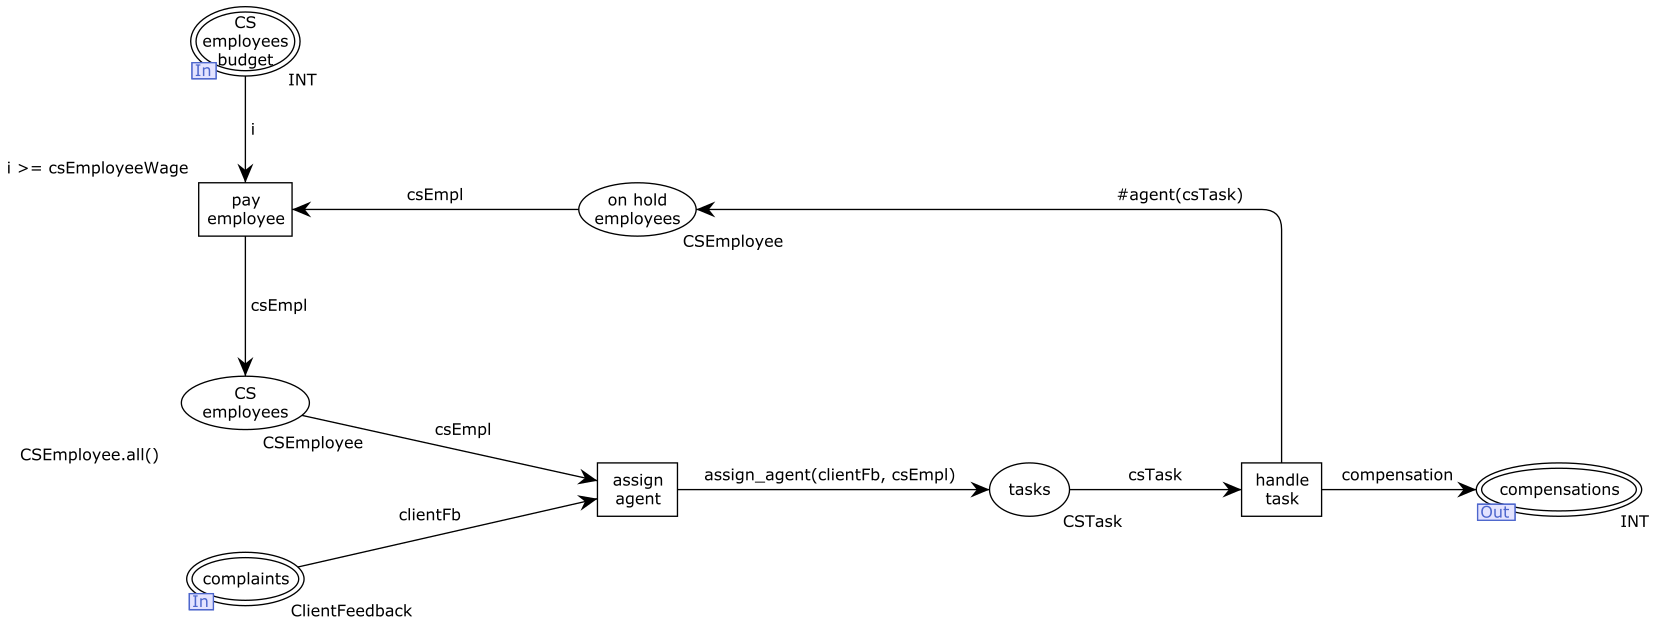 CS
employees
budget
In
INT
i
i >= csEmployeeWage
pay
employee
csEmpl
on hold
employees
CSEmployee
#agent(csTask)
csEmpl
CS
employees
CSEmployee
CSEmployee.all()
csEmpl
assign
agent
assign_agent(clientFb, csEmpl)
tasks
CSTask
csTask
handle
task
compensation
compensations
Out
INT
clientFb
complaints
In
ClientFeedback